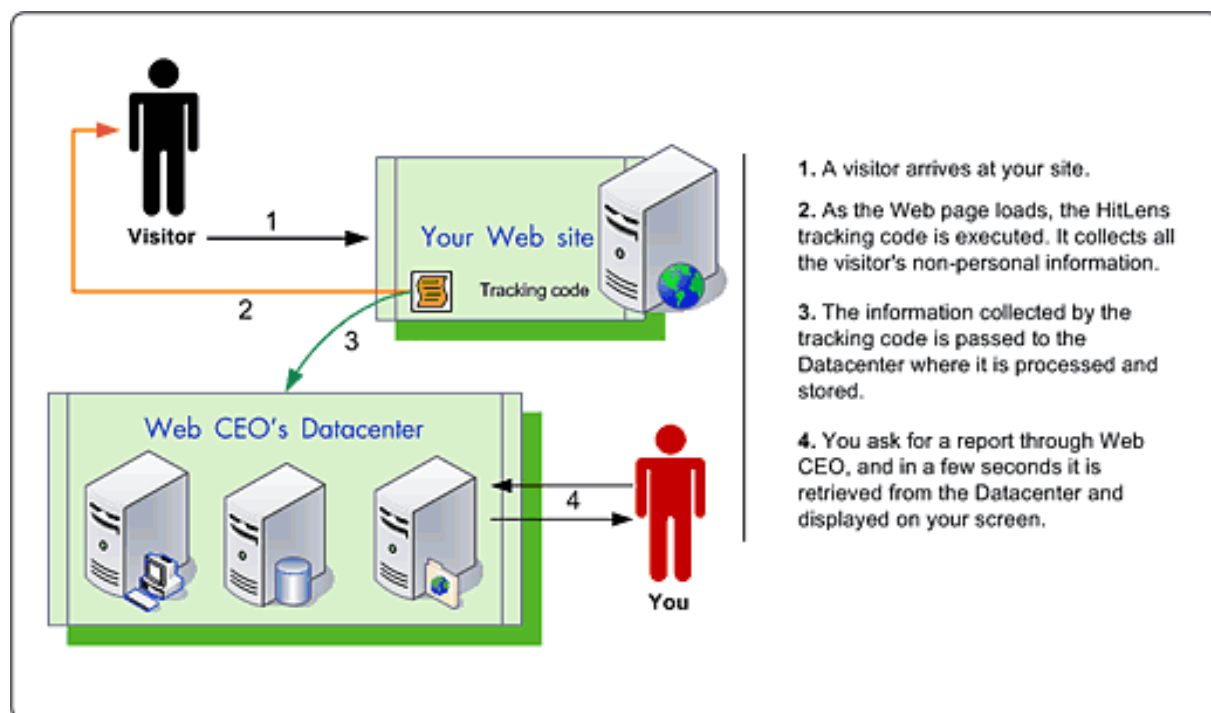 Visitor
1
2
Your Web site
Tracking code
3
Web CEO's Datacenter
4
You
1. A visitor arrives at your site.
2. As the Web page loads, the HitLens
tracking code is executed. It collects all
the visitor's non-personal information.
3. The information collected by the
tracking code is passed to the
Datacenter where it is processed and
stored.
4. You ask for a report through Web
CEO, and in a few seconds it is
retrieved from the Datacenter and
displayed on your screen.